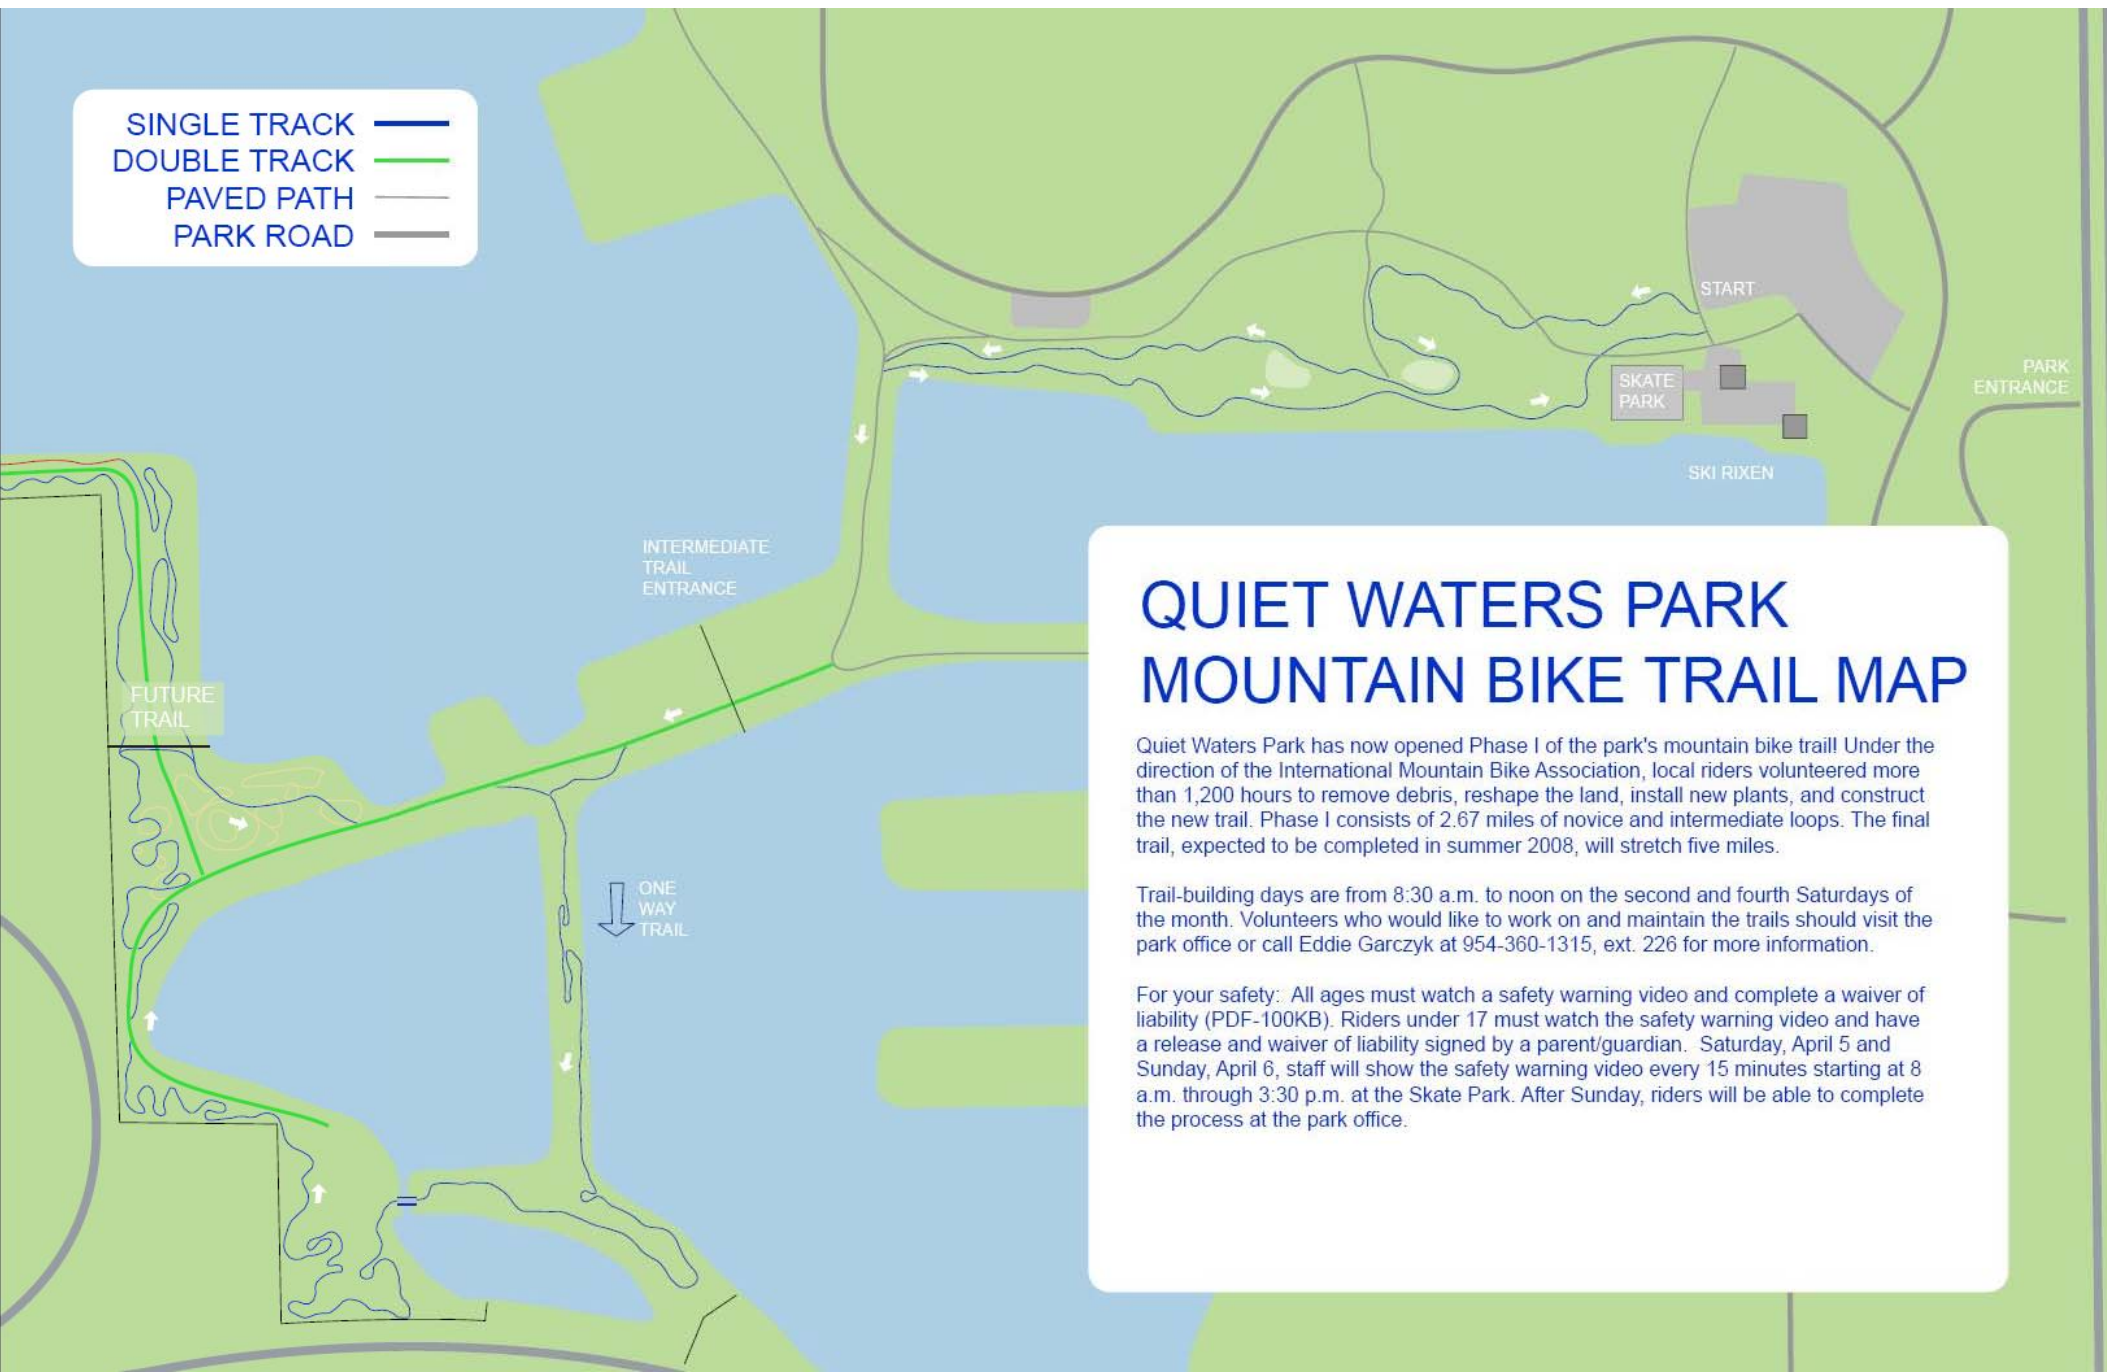 SINGLE TRACK
DOUBLE TRACK
PAVED PATH
PARK ROAD
START
PARK
ENTRANCE
SKATE
PARK
SKI RIXEN
INTERMEDIATE
TRAIL
ENTRANCE
FUTURE
TRAIL
ONE
WAY
TRAIL
QUIET WATERS PARK
MOUNTAIN BIKE TRAIL MAP
Quiet Waters Park has now opened Phase I of the park's mountain bike trail! Under the
direction of the International Mountain Bike Association, local riders volunteered more
than 1,200 hours to remove debris, reshape the land, install new plants, and construct
the new trail. Phase I consists of 2.67 miles of novice and intermediate loops. The final
trail, expected to be completed in summer 2008, will stretch five miles.
Trail-building days are from 8:30 a.m. to noon on the second and fourth Saturdays of
the month. Volunteers who would like to work on and maintain the trails should visit the
park office or call Eddie Garczyk at 954-360-1315, ext. 226 for more information.
For your safety:  All ages must watch a safety warning video and complete a waiver of
liability (PDF-100KB). Riders under 17 must watch the safety warning video and have
a release and waiver of liability signed by a parent/guardian.  Saturday, April 5 and
Sunday, April 6, staff will show the safety warning video every 15 minutes starting at 8
a.m. through 3:30 p.m. at the Skate Park. After Sunday, riders will be able to complete
the process at the park office.